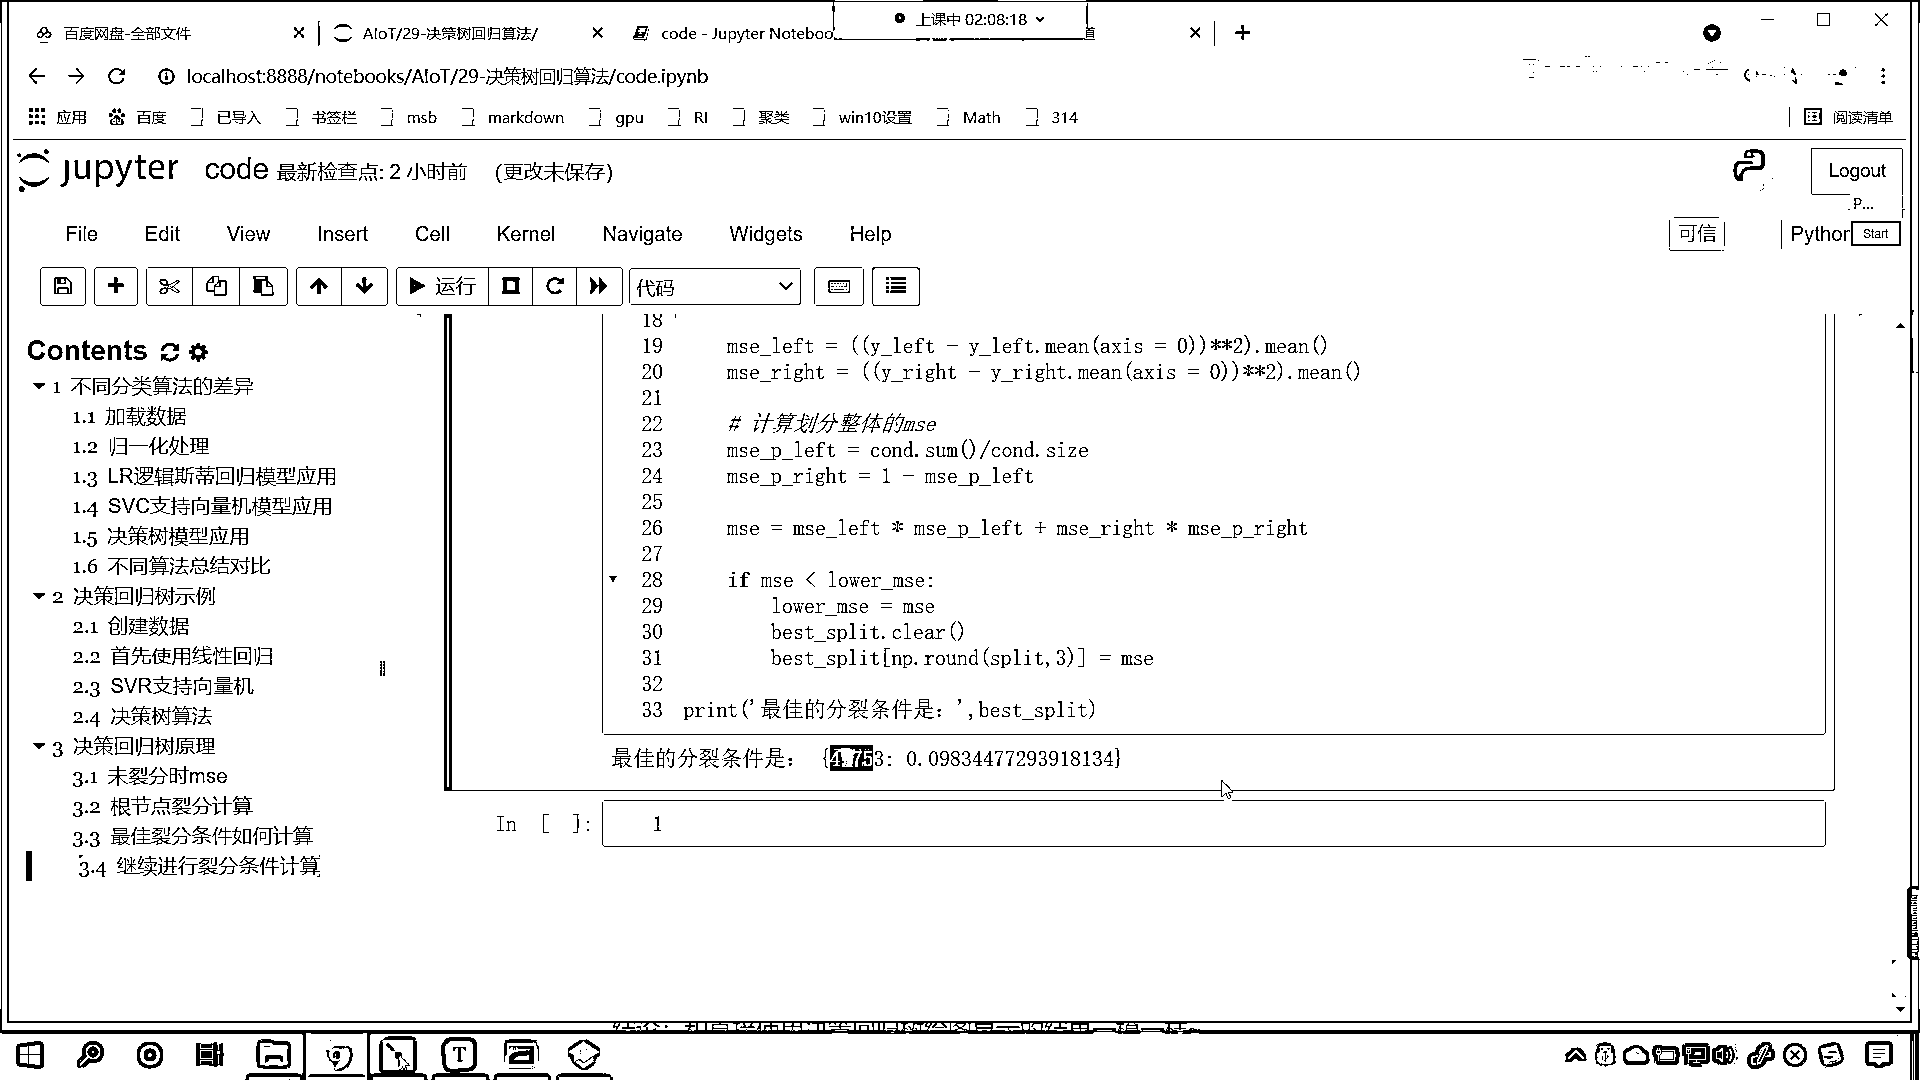 上课中 02:08:18
百度网盘-全部文件
AIoT/29-决策树回归算法/
code - Jupyter Noteboo
localhost:8888/notebooks/AIoT/29-决策树回归算法/code.ipynb
应用 百度 已导入 书签栏 msb markdown gpu RI 聚类 win10设置 Math 314 阅读清单
jupyter code 最新检查点: 2 小时前 (更改未保存)
Logout
P...
File Edit View Insert Cell Kernel Navigate Widgets Help
可信 Python Start
运行 代码
Contents
1 不同分类算法的差异
1.1 加载数据
1.2 归一化处理
1.3 LR逻辑斯蒂回归模型应用
1.4 SVC支持向量机模型应用
1.5 决策树模型应用
1.6 不同算法总结对比
2 决策回归树示例
2.1 创建数据
2.2 首先使用线性回归
2.3 SVR支持向量机
2.4 决策树算法
3 决策回归树原理
3.1 未裂分时mse
3.2 根节点裂分计算
3.3 最佳裂分条件如何计算
3.4 继续进行裂分条件计算
18
19 mse_left = ((y_left - y_left.mean(axis = 0))**2).mean()
20 mse_right = ((y_right - y_right.mean(axis = 0))**2).mean()
21
22 # 计算划分整体的mse
23 mse_p_left = cond.sum()/cond.size
24 mse_p_right = 1 - mse_p_left
25
26 mse = mse_left * mse_p_left + mse_right * mse_p_right
27
28 if mse < lower_mse:
29 lower_mse = mse
30 best_split.clear()
31 best_split[np.round(split,3)] = mse
32
33 print('最佳的分裂条件是：',best_split)
最佳的分裂条件是： {4.753: 0.09834477293918134}
In [ ]: 1